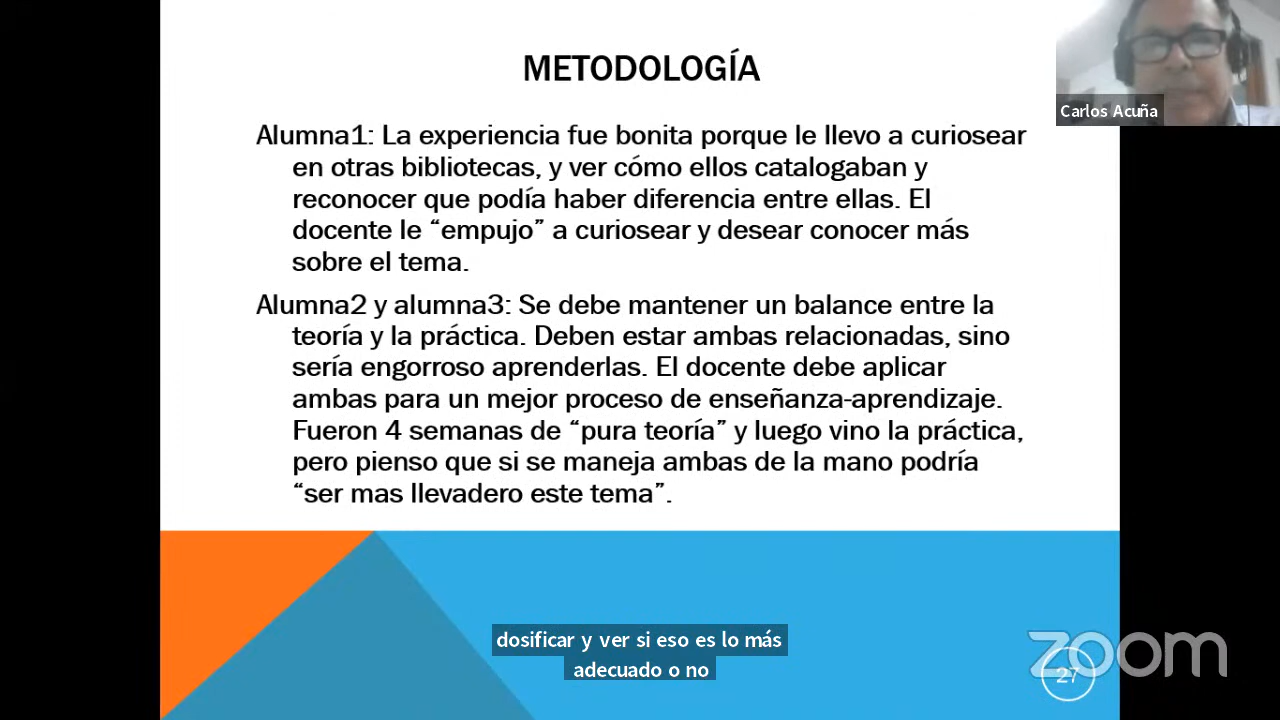 METODOLOGÍA
Carlos Acuña
Alumna1: La experiencia fue bonita porque le llevo a curiosear
en otras bibliotecas, y ver cómo ellos catalogaban y
reconocer que podía haber diferencia entre ellas. El
docente le “empujo” a curiosear y desear conocer más
sobre el tema.
Alumna2 y alumna3: Se debe mantener un balance entre la
teoría y la práctica. Deben estar ambas relacionadas, sino
sería engorroso aprenderlas. El docente debe aplicar
ambas para un mejor proceso de enseñanza-aprendizaje.
Fueron 4 semanas de “pura teoría” y luego vino la práctica,
pero pienso que si se maneja ambas de la mano podría
“ser mas llevadero este tema”.
dosificar y ver si eso es lo más
adecuado o no
zoom
27